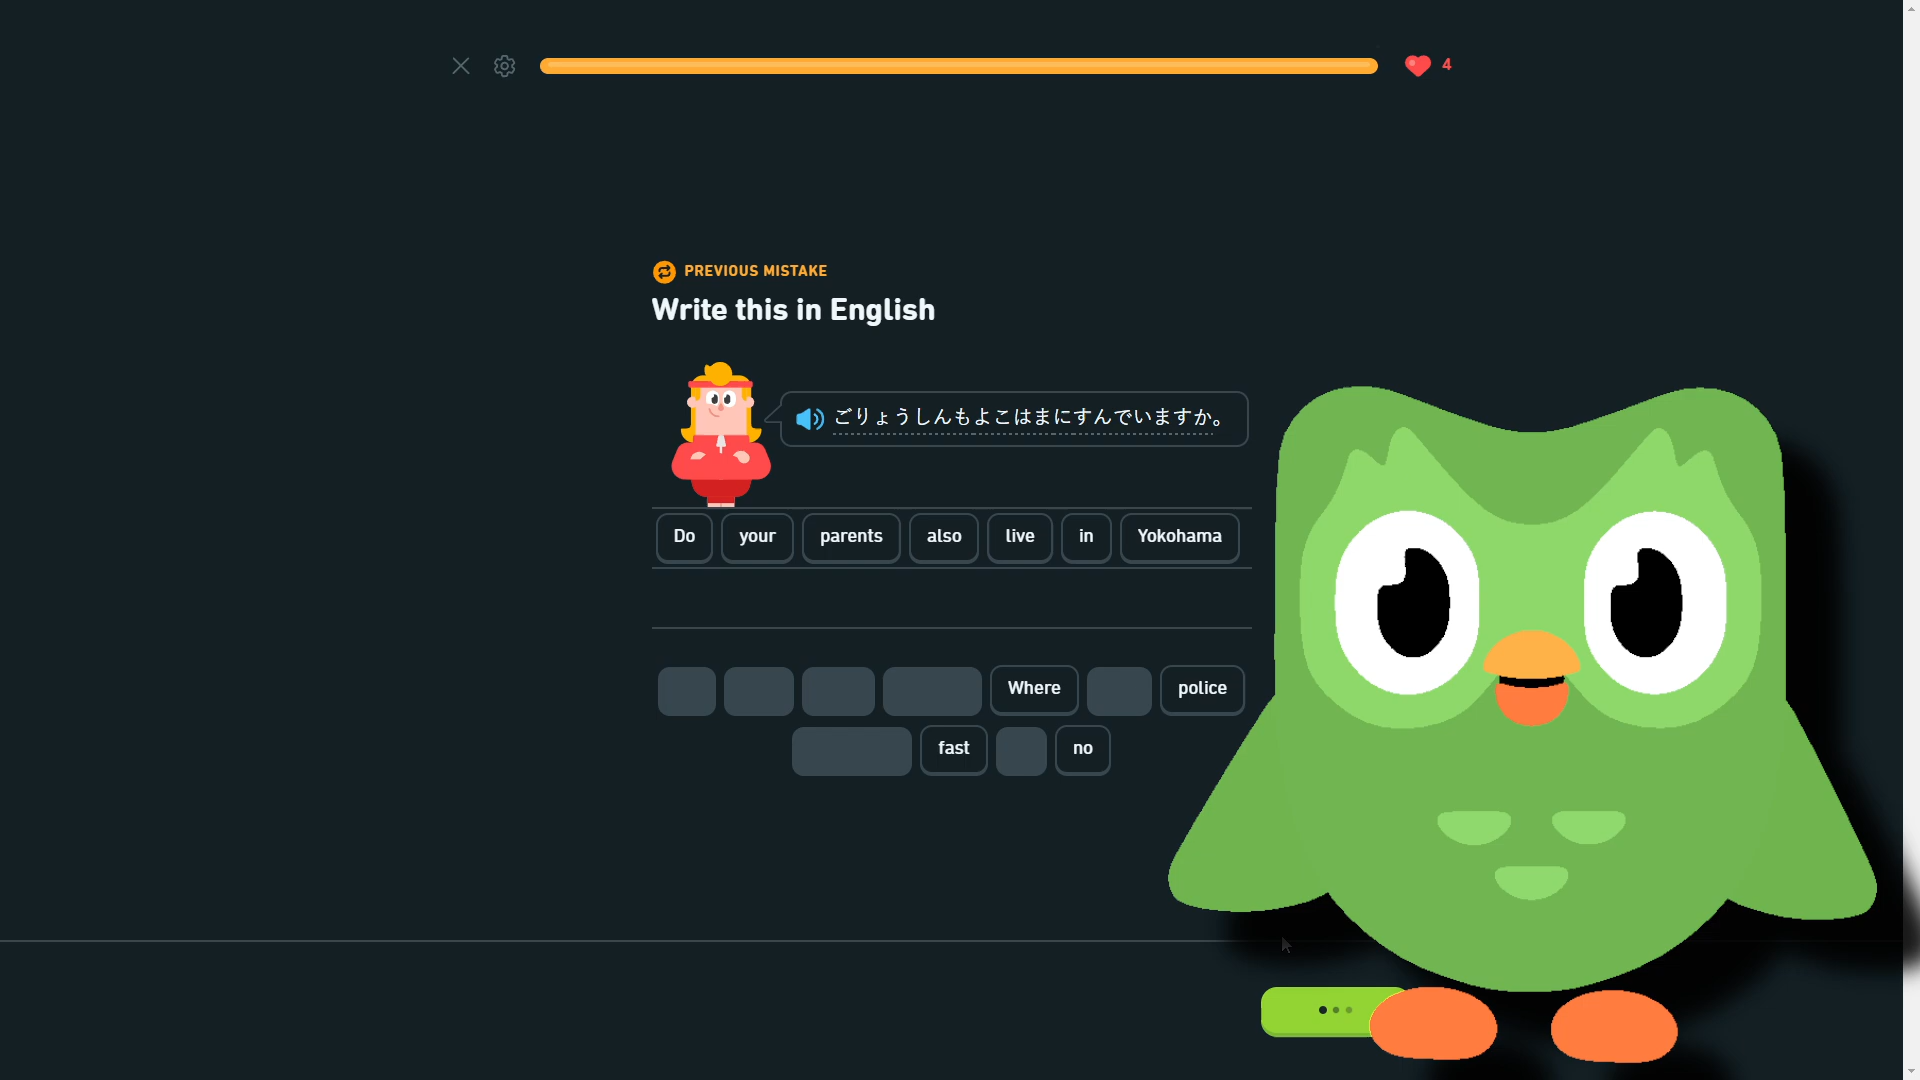 4
PREVIOUS MISTAKE
Write this in English
ごりょうしんもよこはまにすんでいますか。
Do your parents also live in Yokohama
Where police
fast no